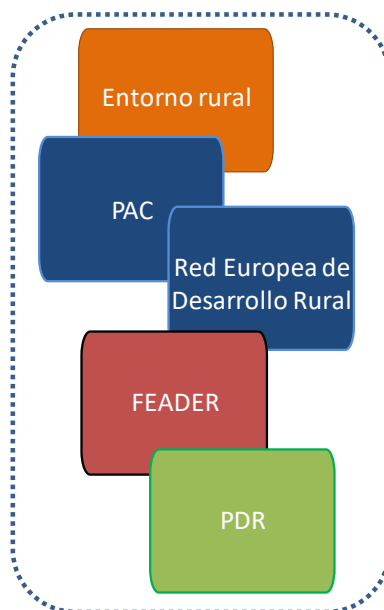 Entorno rural
PAC
Red Europea de
Desarrollo Rural
FEADER
PDR